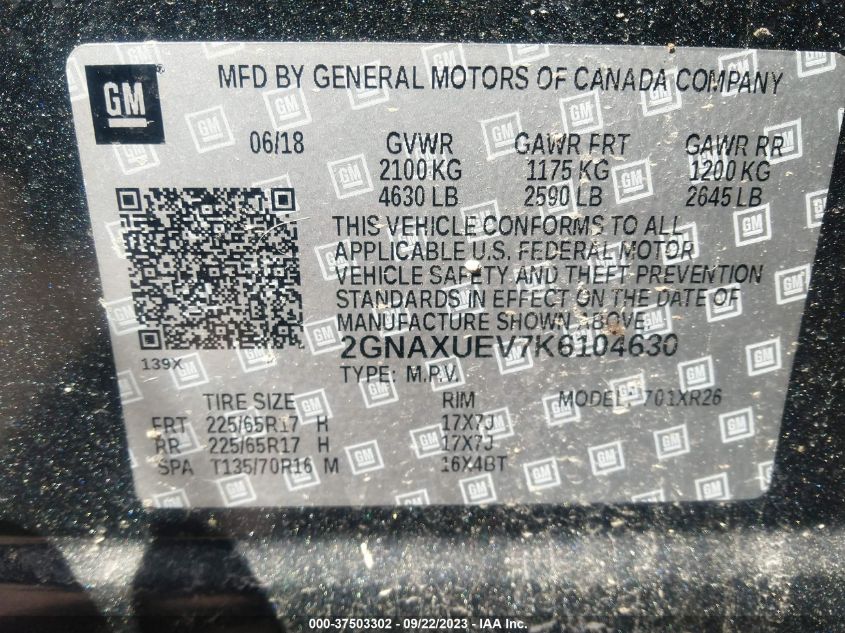 GM
MFD BY GENERAL MOTORS OF CANADA COMPANY
06/18 GVWR GAWR FRT GAWR RR
2100 KG 1175 KG 1200 KG
4630 LB 2590 LB 2645 LB
THIS VEHICLE CONFORMS TO ALL
APPLICABLE U.S. FEDERAL MOTOR
VEHICLE SAFETY AND THEFT PREVENTION
STANDARDS IN EFFECT ON THE DATE OF
MANUFACTURE SHOWN ABOVE.
2GNAXUEV7K6104630
139X
TYPE: M.P.V.
TIRE SIZE RIM MODEL: 701XR26
FRT 225/65R17 H 17X7J
RR 225/65R17 H 17X7J
SPA T135/70R16 M 16X4BT
000-37503302 - 09/22/2023 - IAA Inc.